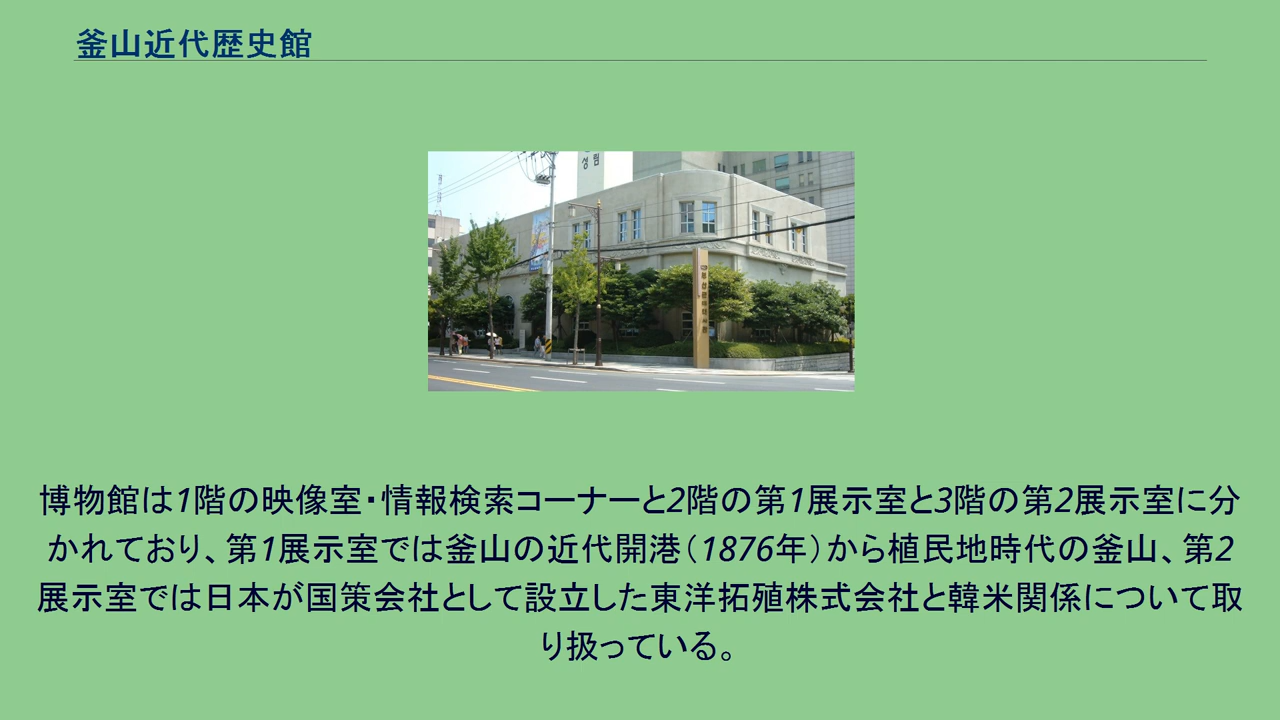 釜山近代歴史館
성림
博物館は1階の映像室・情報検索コーナーと2階の第1展示室と3階の第2展示室に分
かれており、第1展示室では釜山の近代開港（1876年）から植民地時代の釜山、第2
展示室では日本が国策会社として設立した東洋拓殖株式会社と韓米関係について取
り扱っている。